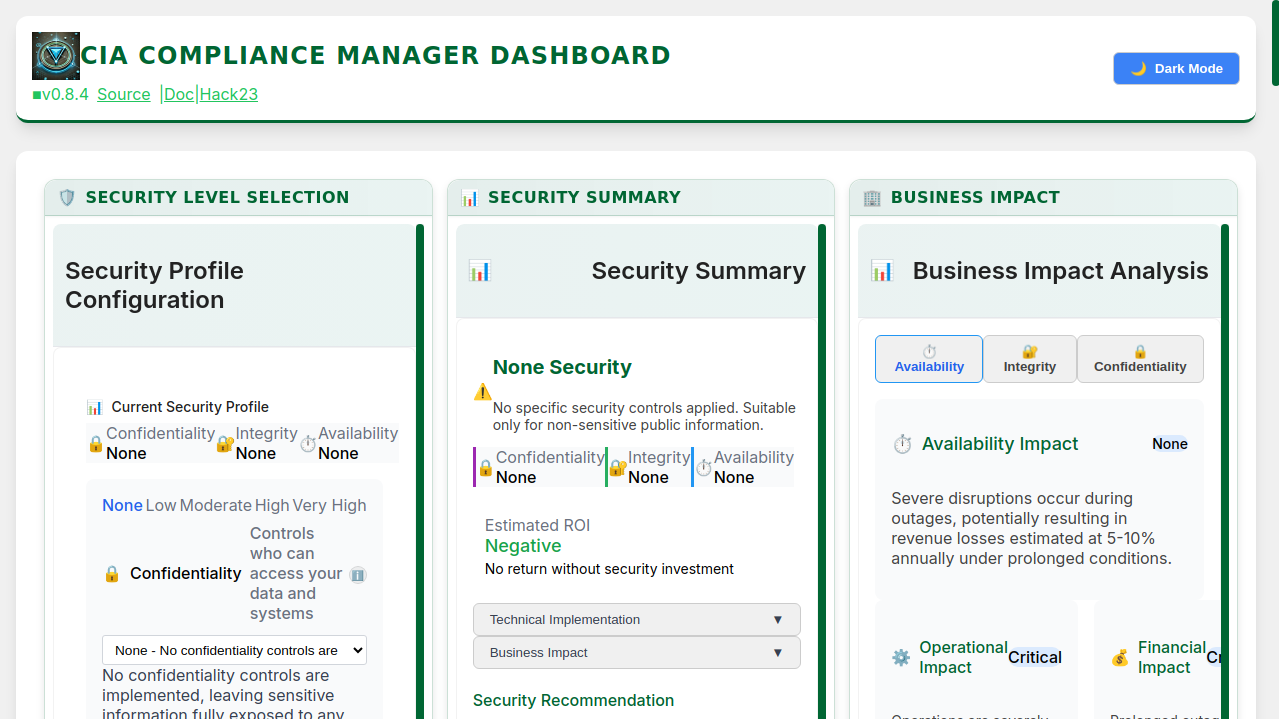 CIA COMPLIANCE MANAGER DASHBOARD
v0.8.4 Source |Doc|Hack23
Dark Mode
SECURITY LEVEL SELECTION
Security Profile
Configuration
Current Security Profile
Confidentiality
None
Integrity
None
Availability
None
None Low Moderate High Very High
Confidentiality
Controls
who can
access your
data and
systems
None - No confidentiality controls are
No confidentiality controls are
implemented, leaving sensitive
information fully exposed to any
SECURITY SUMMARY
Security Summary
None Security
No specific security controls applied. Suitable
only for non-sensitive public information.
Confidentiality
None
Integrity
None
Availability
None
Estimated ROI
Negative
No return without security investment
Technical Implementation ▼
Business Impact ▼
Security Recommendation
BUSINESS IMPACT
Business Impact Analysis
Availability
Integrity
Confidentiality
Availability Impact None
Severe disruptions occur during
outages, potentially resulting in
revenue losses estimated at 5-10%
annually under prolonged conditions.
Operational
Impact
Critical
Financial
Impact